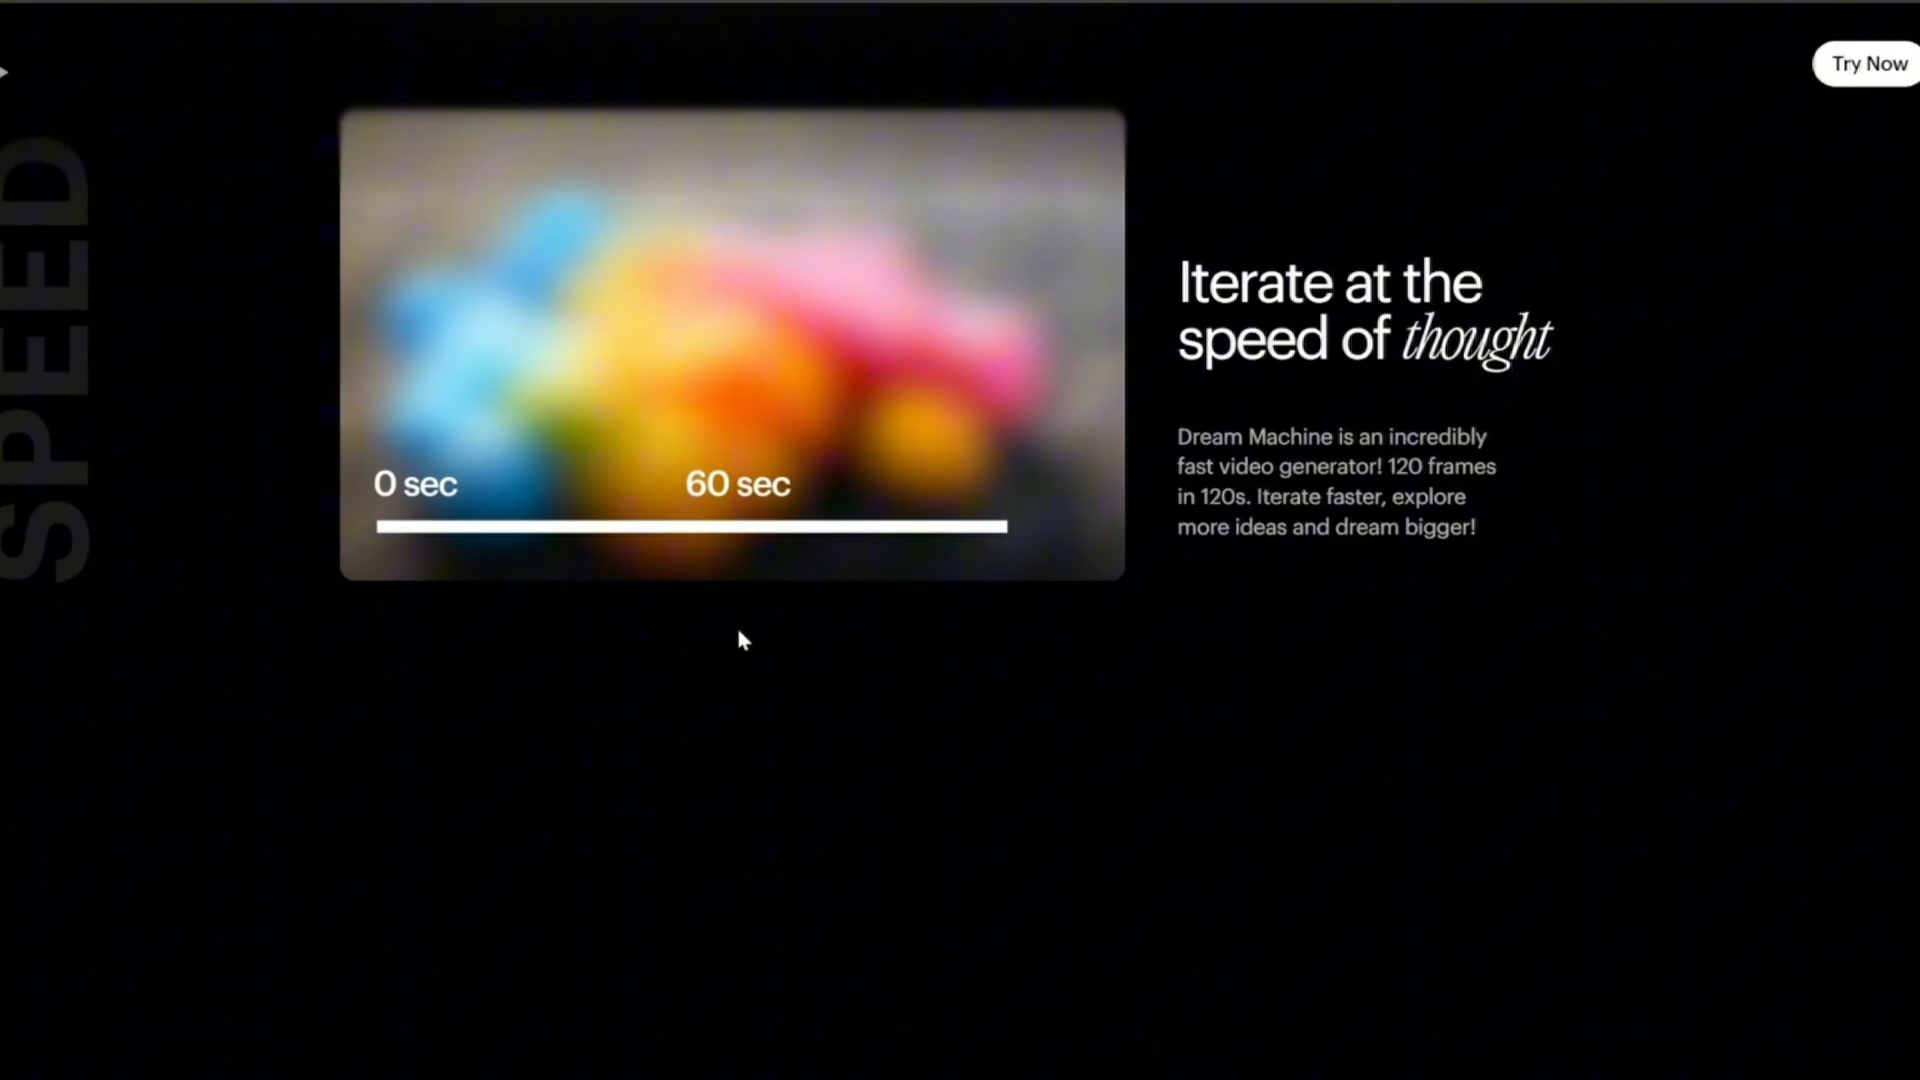 Try Now
SPEED
0 sec
60 sec
Iterate at the
speed of thought
Dream Machine is an incredibly
fast video generator! 120 frames
in 120s. Iterate faster, explore
more ideas and dream bigger!